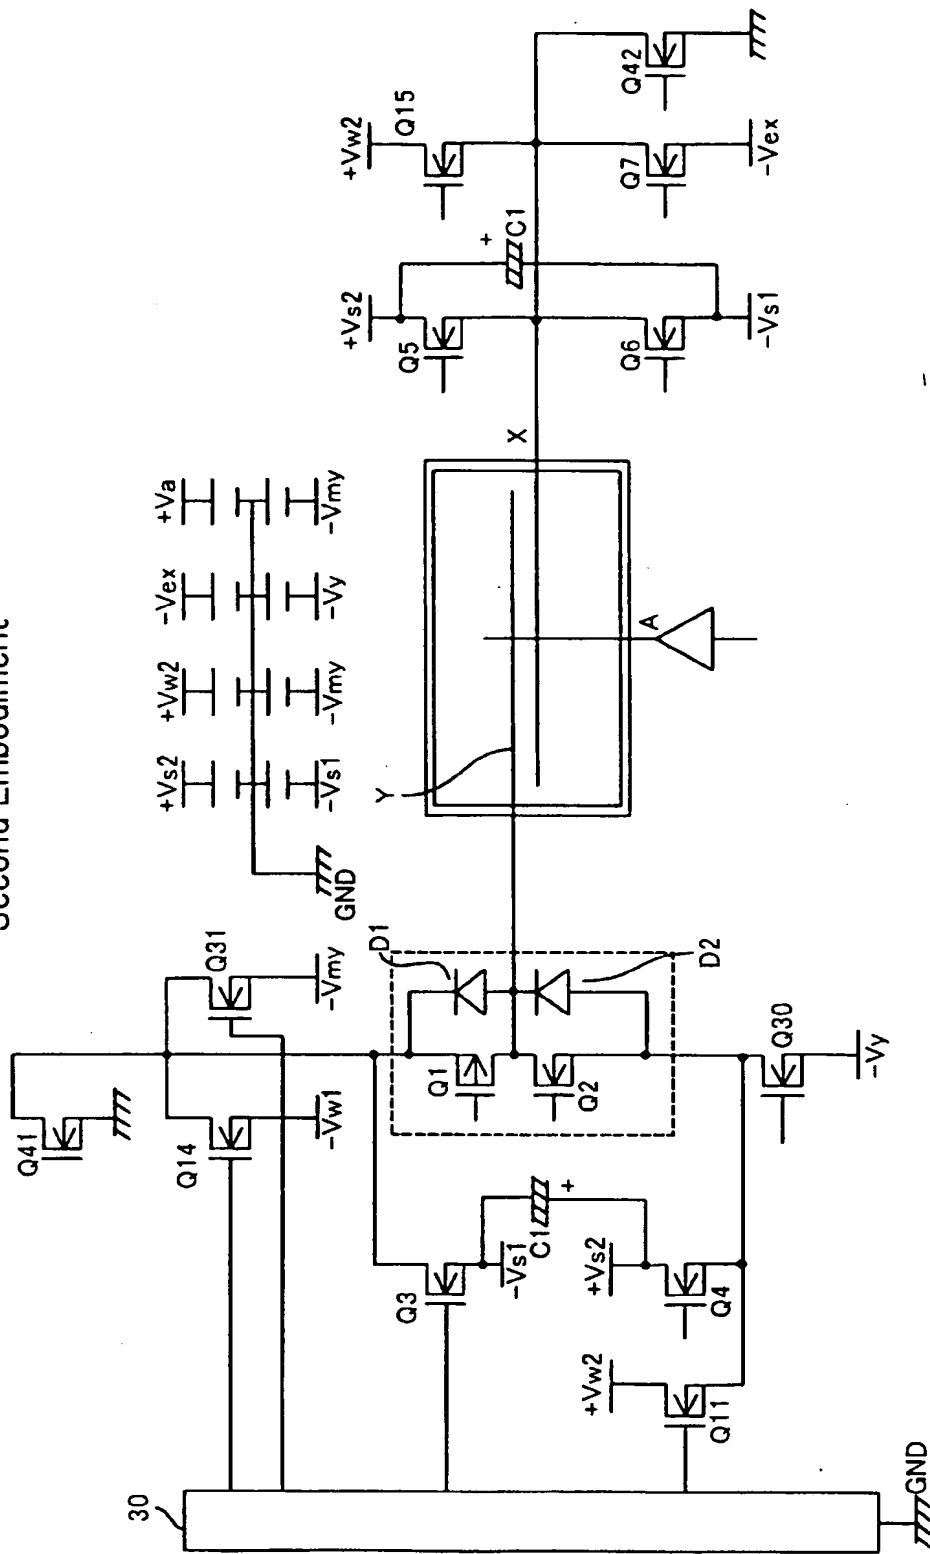 Second Embodiment
30
GND
Q41
Q14
-Vw1
Q31
-Vmy
Q3
-Vs1
C1
+
+Vs2
Q4
+Vw2
Q11
Q1
Q2
D1
D2
Q30
-Vy
GND
+Vs2
-Vs1
+Vw2
-Vmy
-Vex
-Vy
+Va
-Vmy
Y
A
X
+Vs2
Q5
Q6
-Vs1
+
C1
+Vw2
Q15
Q7
-Vex
Q42